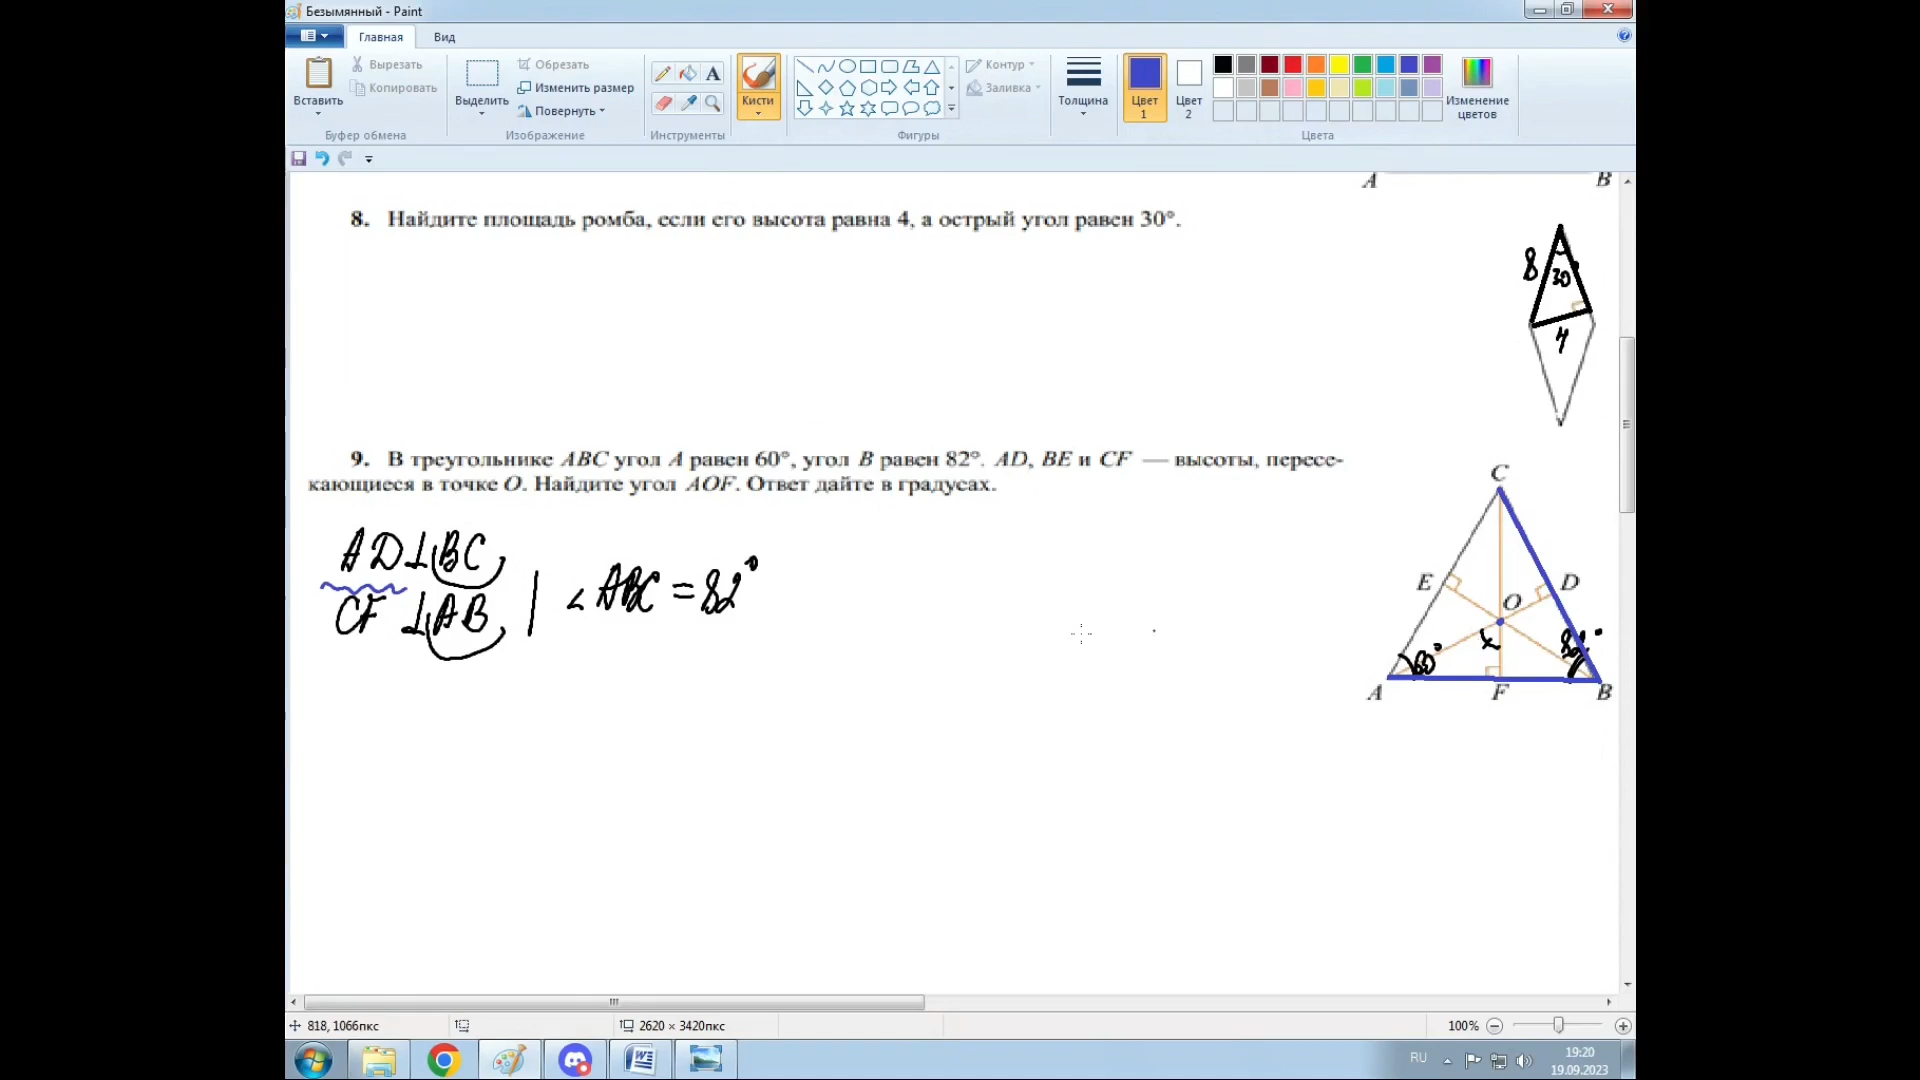 Безымянный - Paint
Главная
Вид
Вставить
Вырезать
Копировать
Буфер обмена
Выделить
Обрезать
Изменить размер
Повернуть
Изображение
A
Инструменты
Кисти
Контур
Заливка
Фигуры
Толщина
Цвет 1
Цвет 2
Изменение цветов
Цвета
A B
8. Найдите площадь ромба, если его высота равна 4, а острый угол равен 30°.
8
30°
4
9. В треугольнике ABC угол A равен 60°, угол B равен 82°. AD, BE и CF — высоты, пересе-
кающиеся в точке O. Найдите угол AOF. Ответ дайте в градусах.
AD⊥BC
CF⊥AB | ∠ABC = 82°
C
E D
O
x
60° 82°
A F B
818, 1066пкс
2620 × 3420пкс
100%
RU
19:20
19.09.2023